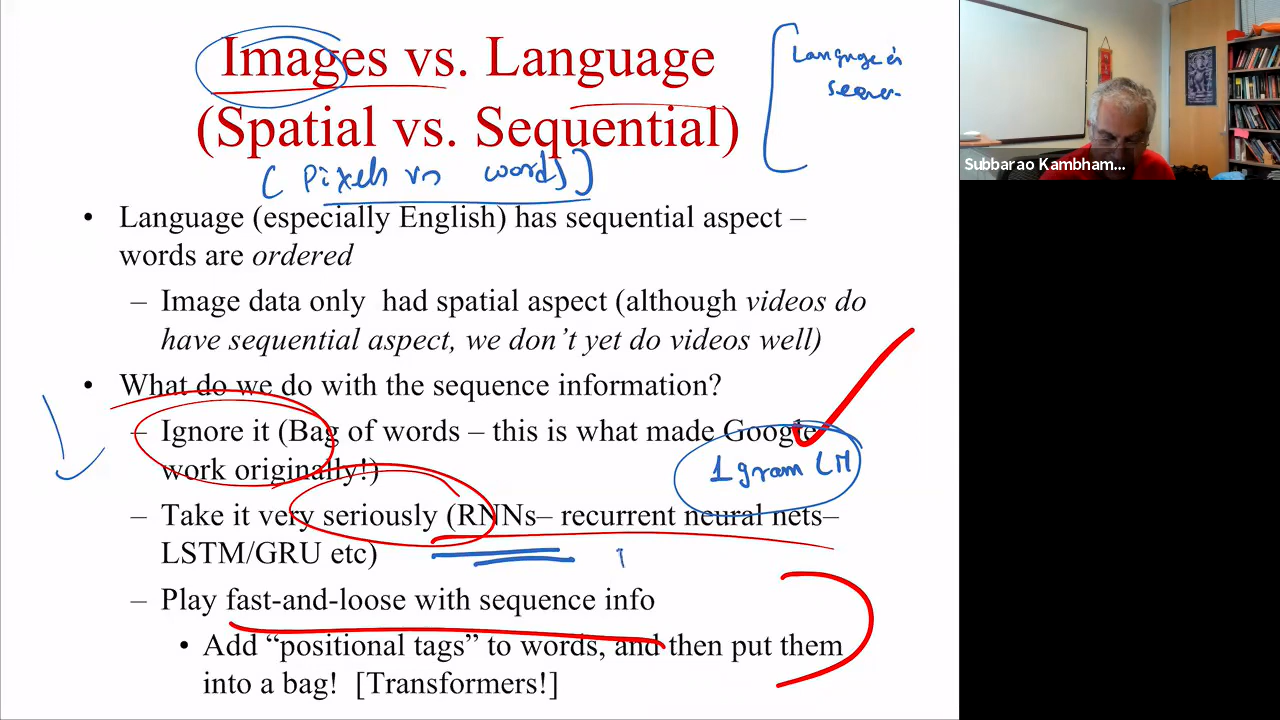 Images vs. Language
(Spatial vs. Sequential)
(Pixels vs words)
Language is
• Language (especially English) has sequential aspect –
words are ordered
– Image data only had spatial aspect (although videos do
have sequential aspect, we don't yet do videos well)
• What do we do with the sequence information?
– Ignore it (Bag of words – this is what made Google
work originally!)
1 gram LM
– Take it very seriously (RNNs– recurrent neural nets–
LSTM/GRU etc)
– Play fast-and-loose with sequence info
• Add “positional tags” to words, and then put them
into a bag! [Transformers!]
Subbarao Kambham...